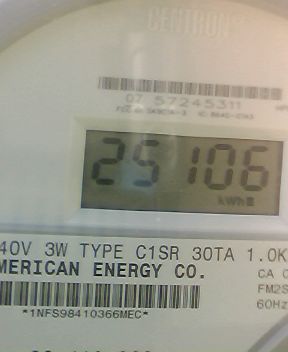 CENTRON
07 57245311
25106
kWh
40V 3W TYPE C1SR 30TA 1.0K
MERICAN ENERGY CO.
CA
FM2S
60Hz
*1NFS98410366MEC*